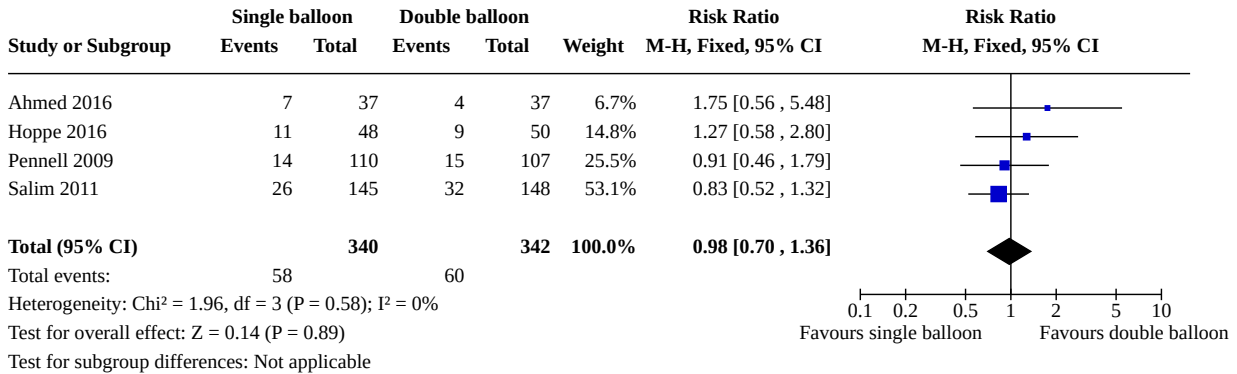 Single balloon Double balloon Risk Ratio Risk Ratio
Study or Subgroup Events Total Events Total Weight M-H, Fixed, 95% CI M-H, Fixed, 95% CI
Ahmed 2016 7 37 4 37 6.7% 1.75 [0.56 , 5.48]
Hoppe 2016 11 48 9 50 14.8% 1.27 [0.58 , 2.80]
Pennell 2009 14 110 15 107 25.5% 0.91 [0.46 , 1.79]
Salim 2011 26 145 32 148 53.1% 0.83 [0.52 , 1.32]
Total (95% CI) 340 342 100.0% 0.98 [0.70 , 1.36]
Total events: 58 60
Heterogeneity: Chi² = 1.96, df = 3 (P = 0.58); I² = 0%
0.1 0.2 0.5 1 2 5 10
Test for overall effect: Z = 0.14 (P = 0.89) Favours single balloon Favours double balloon
Test for subgroup differences: Not applicable